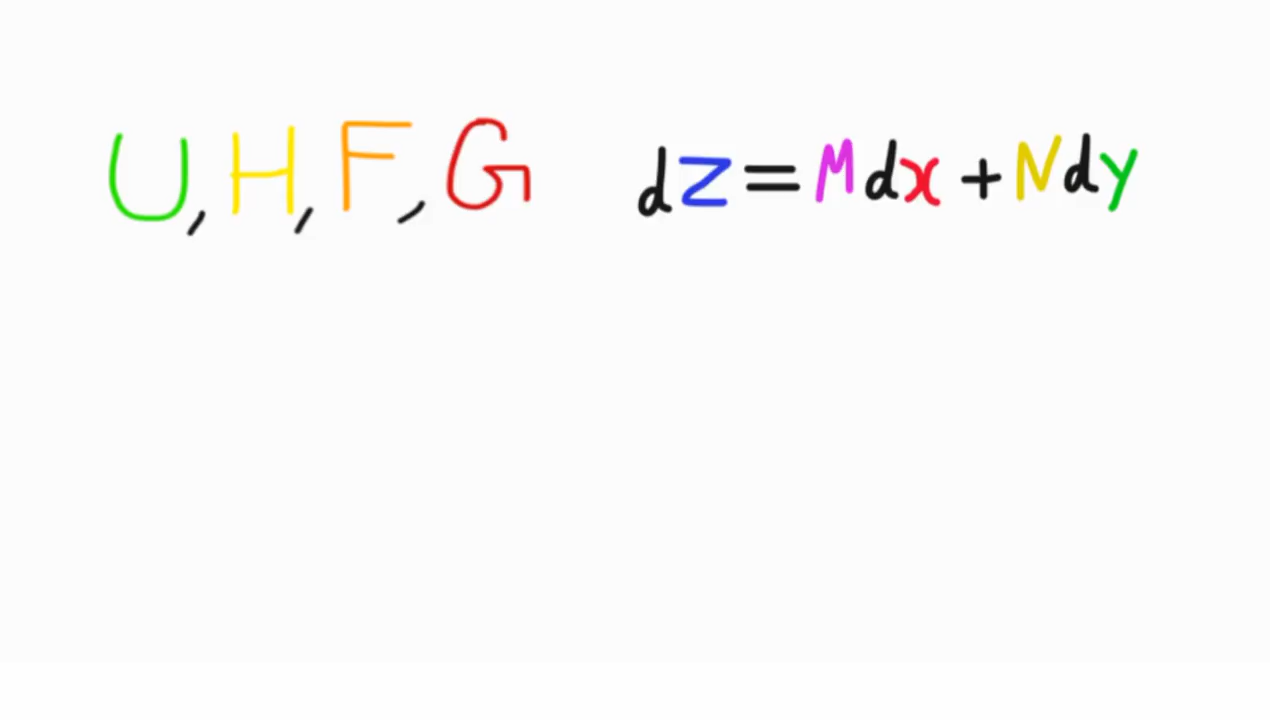 U, H, F, G dz = Mdx + Ndy